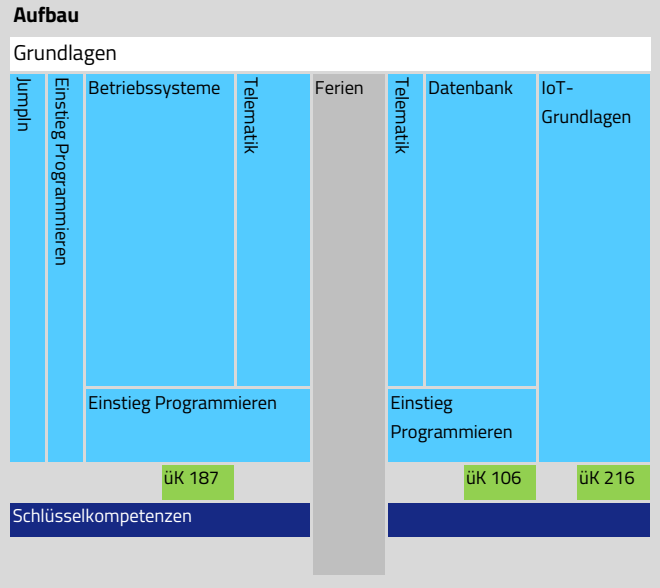 Aufbau
Grundlagen
JumpIn
Einstieg Programmieren
Betriebssysteme
Telematik
Ferien
Telematik
Datenbank
IoT-
Grundlagen
Einstieg Programmieren
Einstieg
Programmieren
üK 187
üK 106
üK 216
Schlüsselkompetenzen